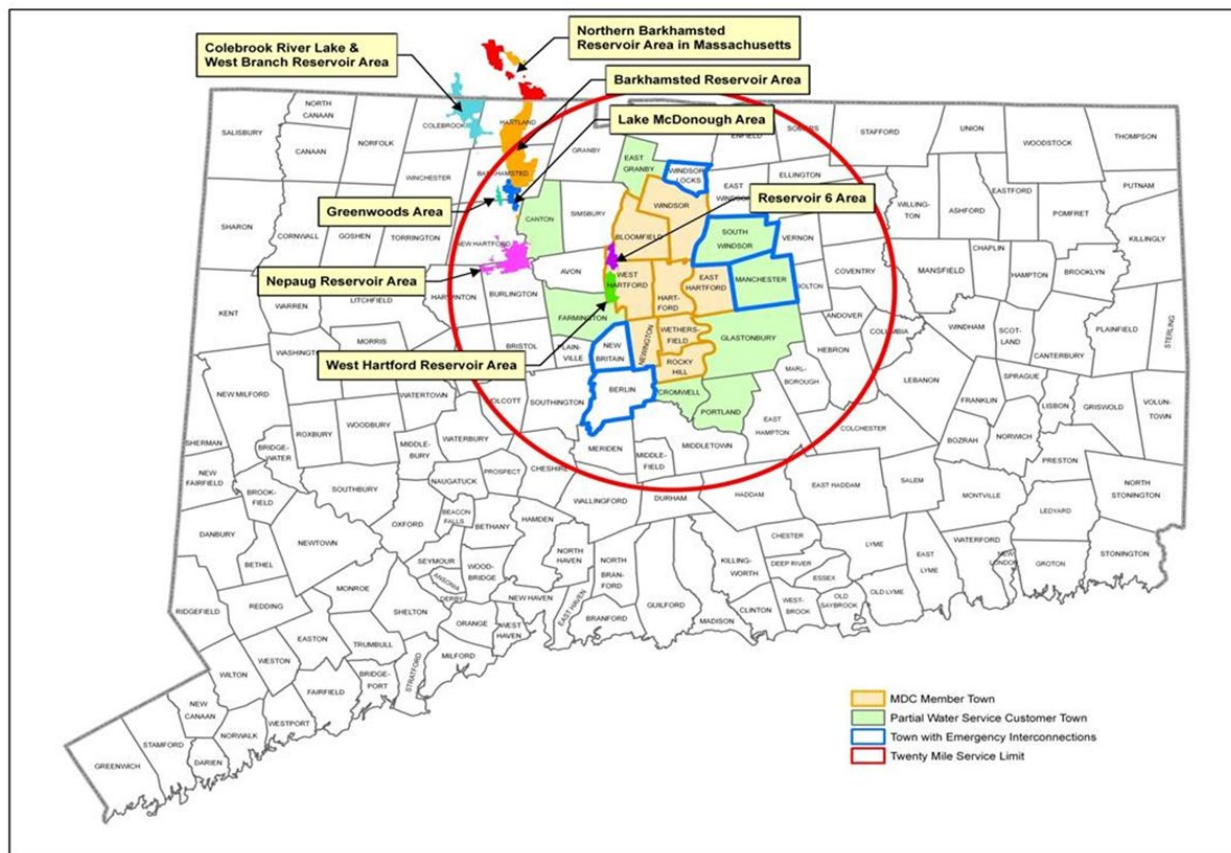 Northern Barkhamsted
Reservoir Area in Massachusetts
Colebrook River Lake &
West Branch Reservoir Area
Barkhamsted Reservoir Area
Lake McDonough Area
Greenwoods Area
Reservoir 6 Area
Nepaug Reservoir Area
West Hartford Reservoir Area
NORTH
CANAAN
SALISBURY
CANAAN
NORFOLK
COLEBROOK
HARTLAND
GRANBY
EAST
GRANBY
WINDSOR
LOCKS
ENFIELD
STAFFORD
UNION
WOODSTOCK
THOMPSON
WINCHESTER
EAST
ELLINGTON
WILLING-
TON
ASHFORD
EASTFORD
POMFRET
PUTNAM
KILLINGLY
SHARON
CORNWALL
GOSHEN
TORRINGTON
NEW HARTFORD
CANTON
SIMSBURY
BLOOMFIELD
WINDSOR
SOUTH
WINDSOR
VERNON
MANSFIELD
CHAPLIN
HAMPTON
BROOKLYN
KENT
WARREN
LITCHFIELD
BURLINGTON
AVON
WEST
HARTFORD
HART-
FORD
EAST
HARTFORD
MANCHESTER
BOLTON
COVENTRY
ANDOVER
COLUMBIA
WINDHAM
SCOT-
LAND
CANTERBURY
PLAINFIELD
STERLING
WASHINGTON
MORRIS
BRISTOL
PLAIN-
VILLE
FARMINGTON
NEW
BRITAIN
NEWINGTON
WETHERS-
FIELD
ROCKY
HILL
GLASTONBURY
HEBRON
MARL-
BOROUGH
NEW MILFORD
WATERTOWN
SOUTHINGTON
BERLIN
CROMWELL
PORTLAND
EAST
HAMPTON
COLCHESTER
LEBANON
FRANKLIN
SPRAGUE
LISBON
GRISWOLD
VOLUN-
TOWN
SHERMAN
ROXBURY
WOODBURY
MIDDLE-
BURY
WATERBURY
CHESHIRE
MERIDEN
MIDDLE-
FIELD
MIDDLETOWN
BOZRAH
NORWICH
PRESTON
NEW
FAIRFIELD
BRIDGE-
WATER
BROOK-
FIELD
SOUTHBURY
NAUGATUCK
PROSPECT
WALLINGFORD
DURHAM
HADDAM
EAST HADDAM
SALEM
MONTVILLE
LEDYARD
NORTH
STONINGTON
DANBURY
BETHEL
NEWTOWN
OXFORD
BEACON
FALLS
BETHANY
HAMDEN
NORTH
HAVEN
NORTH
BRAN-
FORD
GUILFORD
KILLING-
WORTH
CHESTER
DEEP RIVER
ESSEX
LYME
EAST
LYME
WATERFORD
NEW
LONDON
GROTON
STONINGTON
RIDGEFIELD
REDDING
MONROE
SEYMOUR
ANSONIA
DERBY
WOOD-
BRIDGE
NEW HAVEN
EAST HAVEN
BRANFORD
MADISON
CLINTON
WEST-
BROOK
OLD
SAYBROOK
OLD LYME
EASTON
SHELTON
ORANGE
WEST
HAVEN
WILTON
WESTON
TRUMBULL
BRIDGE-
PORT
STRATFORD
MILFORD
NEW
CANAAN
FAIRFIELD
WESTPORT
NORWALK
GREENWICH
STAMFORD
DARIEN
MDC Member Town
Partial Water Service Customer Town
Town with Emergency Interconnections
Twenty Mile Service Limit